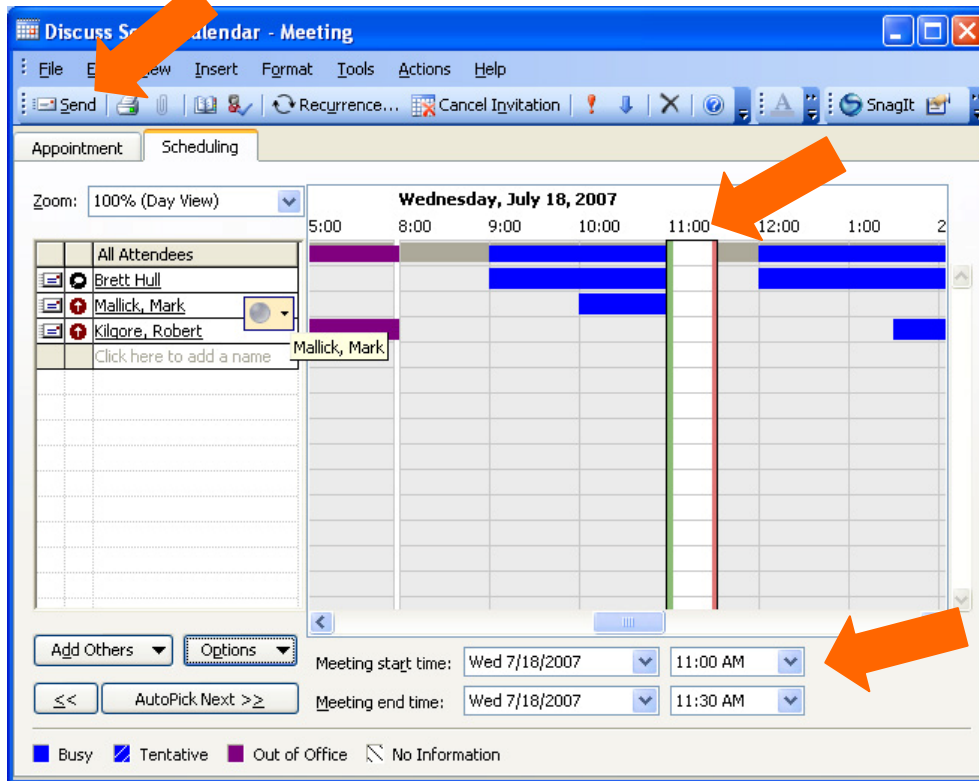 Discuss S lendar - Meeting
File E ew Insert Format Tools Actions Help
Send Recurrence... Cancel Invitation A SnagIt
Appointment Scheduling
Zoom: 100% (Day View) Wednesday, July 18, 2007
5:00 8:00 9:00 10:00 11:00 12:00 1:00 2
All Attendees
Brett Hull
Mallick, Mark
Kilgore, Robert
Mallick, Mark
Click here to add a name
Add Others Options
Meeting start time: Wed 7/18/2007 11:00 AM
<< AutoPick Next >>
Meeting end time: Wed 7/18/2007 11:30 AM
Busy Tentative Out of Office No Information